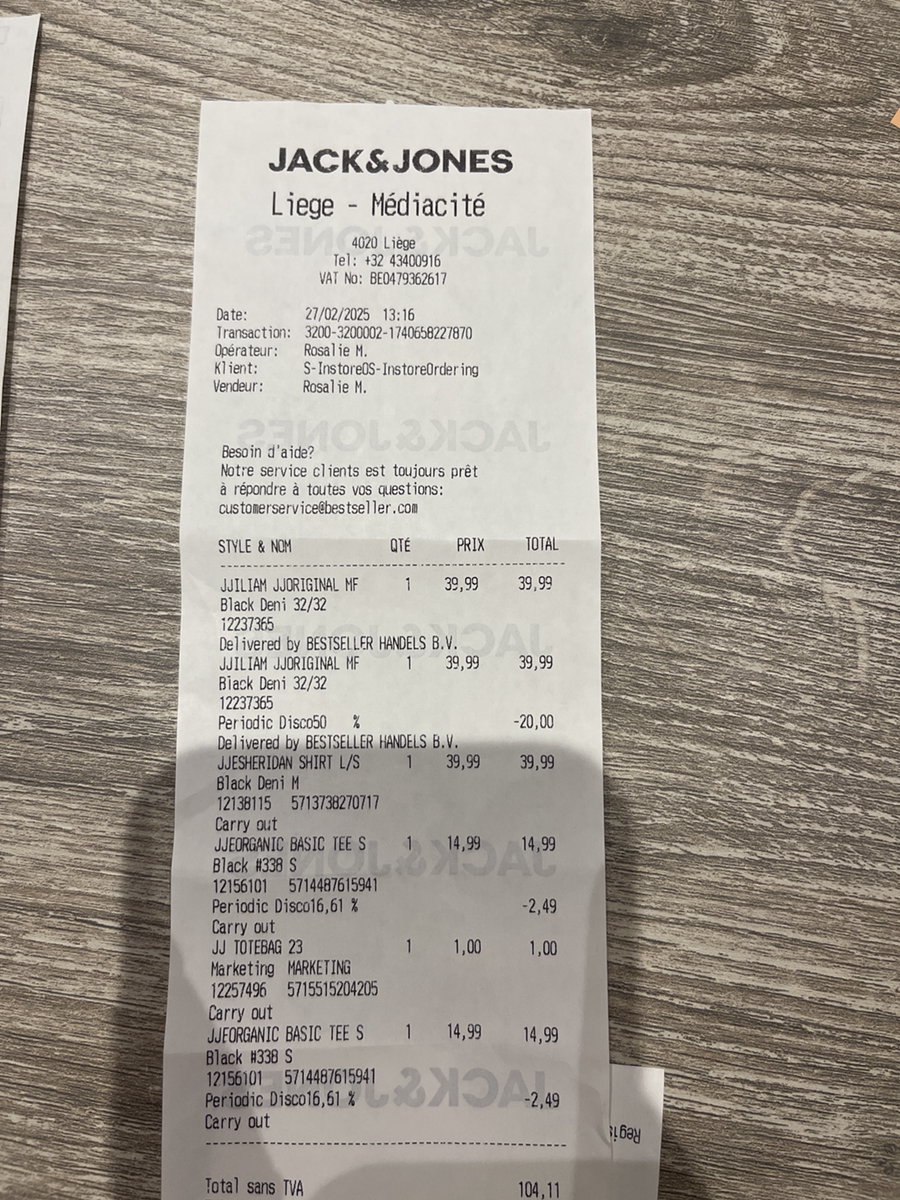 JACK&JONES
Liege - Médiacité
4020 Liège
Tel: +32 43400916
VAT No: BE0479362617
Date: 27/02/2025 13:16
Transaction: 3200-3200002-1740658227870
Opérateur: Rosalie M.
Klient: S-InstoreOS-InstoreOrdering
Vendeur: Rosalie M.
Besoin d'aide?
Notre service clients est toujours prêt
à répondre à toutes vos questions:
customerservice@bestseller.com
STYLE & NOM QTÉ PRIX TOTAL
JJILIAM JJORIGINAL MF 1 39,99 39,99
Black Deni 32/32
12237365
Delivered by BESTSELLER HANDELS B.V.
JJILIAM JJORIGINAL MF 1 39,99 39,99
Black Deni 32/32
12237365
Periodic Disco50 % -20,00
Delivered by BESTSELLER HANDELS B.V.
JJESHERIDAN SHIRT L/S 1 39,99 39,99
Black Deni M
12138115 5713738270717
Carry out
JJEORGANIC BASIC TEE S 1 14,99 14,99
Black #338 S
12156101 5714487615941
Periodic Disco16,61 % -2,49
Carry out
JJ TOTEBAG 23 1 1,00 1,00
Marketing MARKETING
12257496 5715515204205
Carry out
JJEORGANIC BASIC TEE S 1 14,99 14,99
Black #338 S
12156101 5714487615941
Periodic Disco16,61 % -2,49
Carry out
Total sans TVA 104,11